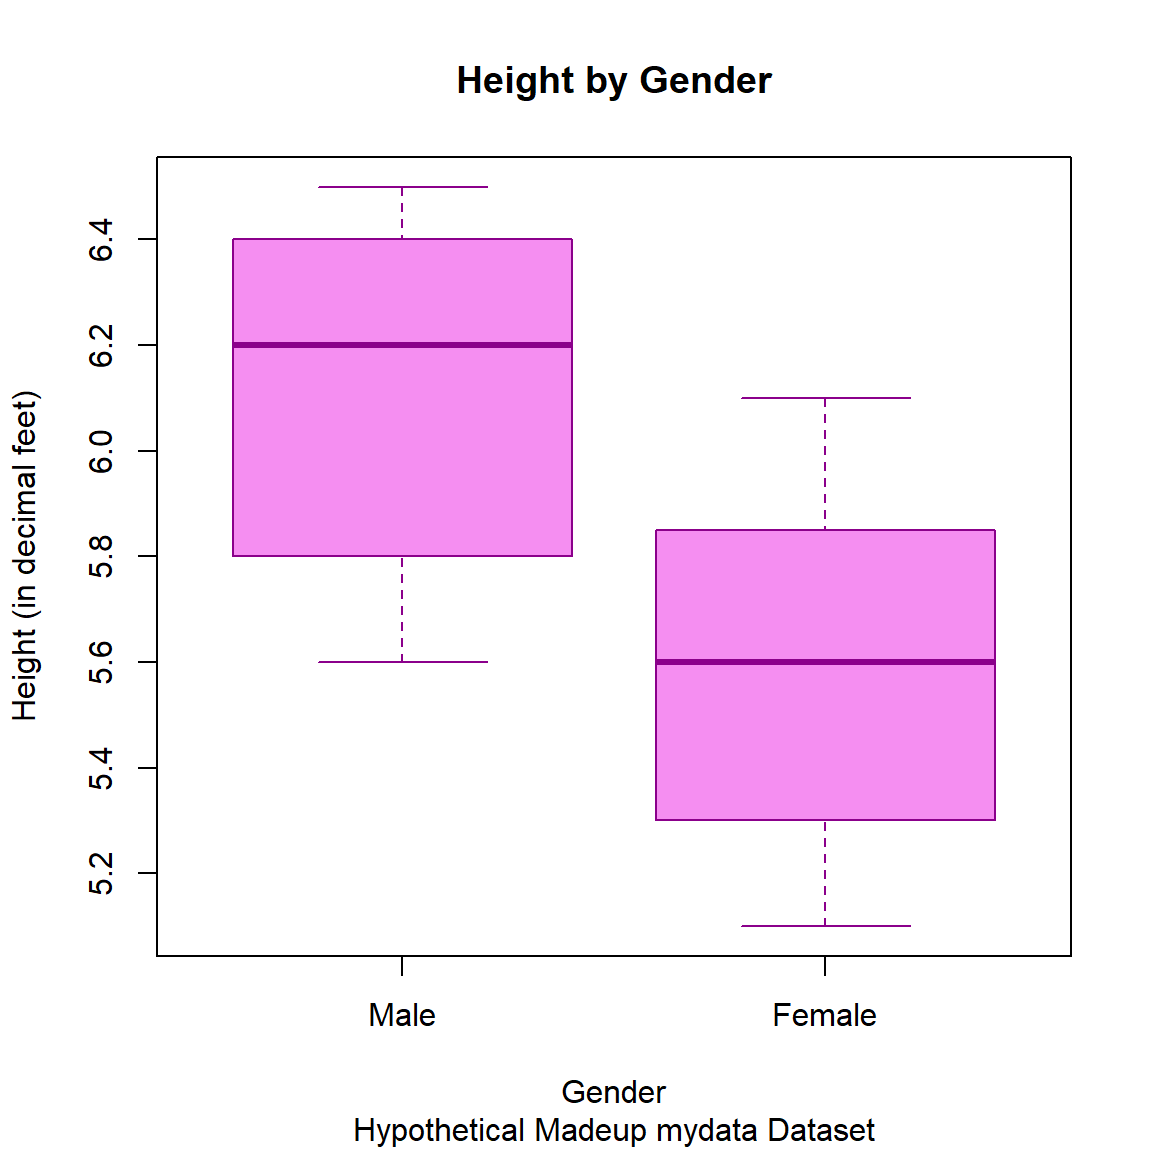 Height by Gender
Height (in decimal feet)
6.4
6.2
6.0
5.8
5.6
5.4
5.2
Male Female
Gender
Hypothetical Madeup mydata Dataset